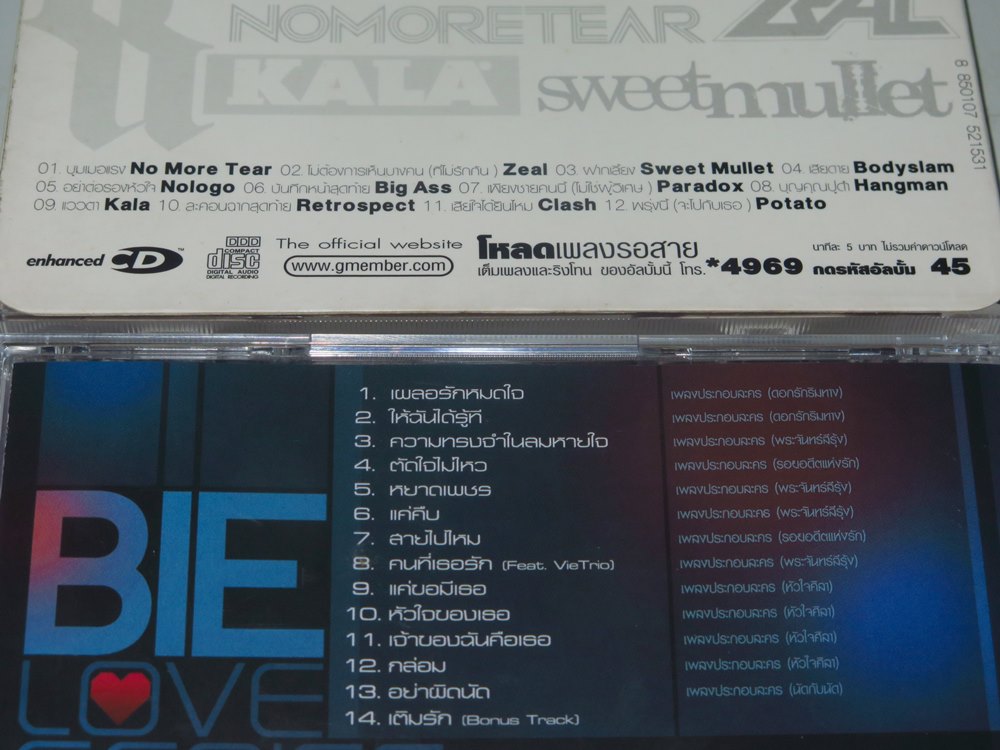 NOMORETEAR ZEAL
KALA sweetmullet
8 850107 521531
01. มุมเมอแรง No More Tear 02 ไม่ต้องการเห็นบางคน (ที่ไม่รักกัน) Zeal 03 ฝากเลี้ยง Sweet Mullet 04 เสียดาย Bodyslam
05 อย่าต่อรองหัวใจ Nologo 06 บันทึกหน้าสุดท้าย Big Ass 07 เพียงชายคนนี้ (ไม่ใช่ผู้วิเศษ) Paradox 08 บุญคุณปูดำ Hangman
09 แววตา Kala 10 ละคอนฉากสุดท้าย Retrospect 11 เสียใจได้ยินไหม Clash 12 พรุ่งนี้ (จะไปกับเธอ) Potato
enhanced CD™
DDD COMPACT disc DIGITAL AUDIO DIGITAL RECORDING
The official website
www.gmember.com
โหลดเพลงรอสาย
เต็มเพลงและริงโทน ของอัลบั้มนี้ โทร. *4969 กดรหัสอัลบั้ม 45
นาทีละ 5 บาท ไม่รวมค่าดาวน์โหลด
1. เผลอรักหมดใจ เพลงประกอบละคร (ดอกรักริมทาง)
2. ให้ฉันได้รู้ที เพลงประกอบละคร (ดอกรักริมทาง)
3. ความทรงจำในลมหายใจ เพลงประกอบละคร (พระจันทร์สีรุ้ง)
4. ตัดใจไม่ไหว เพลงประกอบละคร (รอยอดีตแห่งรัก)
5. หยาดเพชร เพลงประกอบละคร (พระจันทร์สีรุ้ง)
6. แค่คืบ เพลงประกอบละคร (พระจันทร์สีรุ้ง)
7. สายไปไหม เพลงประกอบละคร (รอยอดีตแห่งรัก)
8. คนที่เธอรัก (Feat. VieTrio) เพลงประกอบละคร (พระจันทร์สีรุ้ง)
9. แค่ขอมีเธอ เพลงประกอบละคร (หัวใจศิลา)
10. หัวใจของเธอ เพลงประกอบละคร (หัวใจศิลา)
11. เจ้าของฉันคือเธอ เพลงประกอบละคร (หัวใจศิลา)
12. กล่อม เพลงประกอบละคร (หัวใจศิลา)
13. อย่าผิดนัด เพลงประกอบละคร (นัดกับนัด)
14. เติมรัก (Bonus Track)
BIE
LOVE